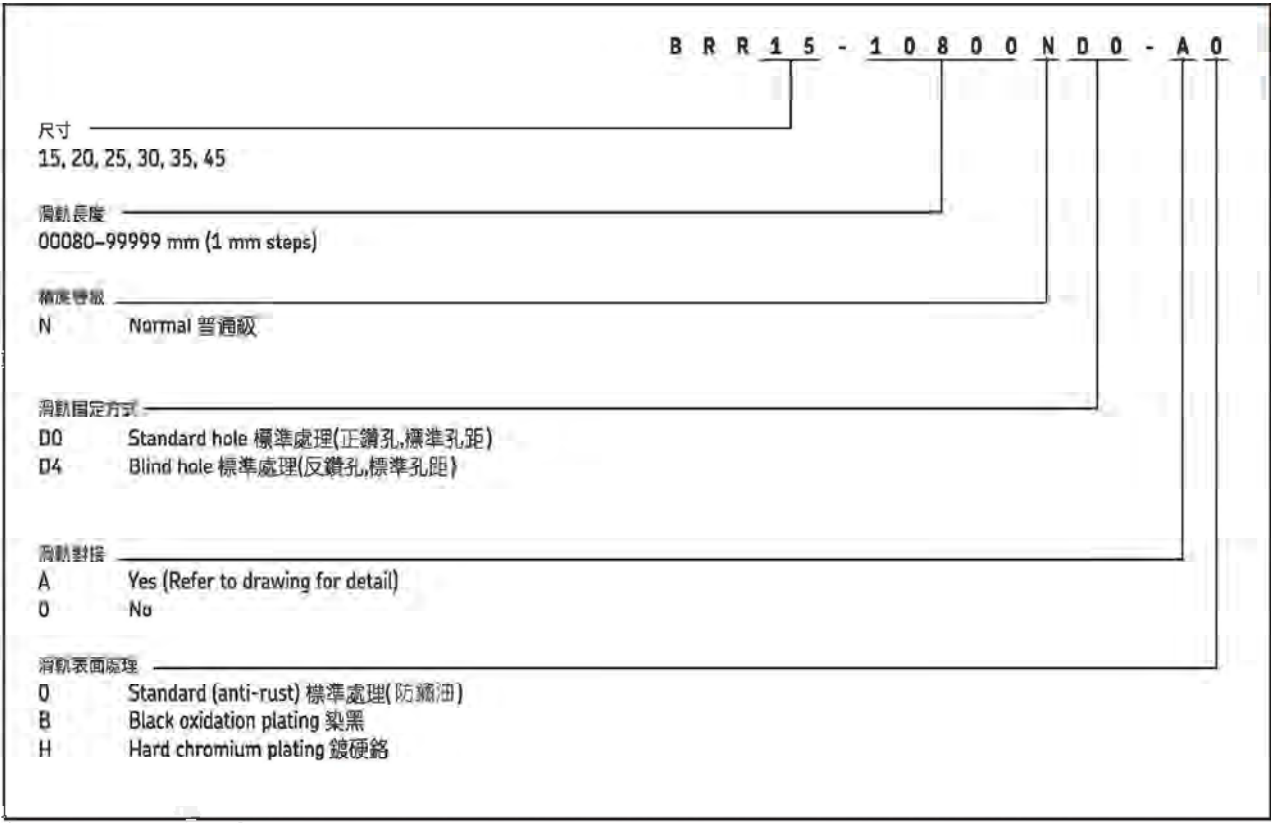 B R R 1 5 - 1 0 8 0 0 N D 0 - A 0
尺寸
15, 20, 25, 30, 35, 45
滑軌長度
00080–99999 mm (1 mm steps)
精度等級
N Normal 普通級
滑軌固定方式
D0 Standard hole 標準處理(正鑽孔,標準孔距)
D4 Blind hole 標準處理(反鑽孔,標準孔距)
滑軌對接
A Yes (Refer to drawing for detail)
0 No
滑軌表面處理
0 Standard (anti-rust) 標準處理(防鏽油)
B Black oxidation plating 染黑
H Hard chromium plating 鍍硬鉻